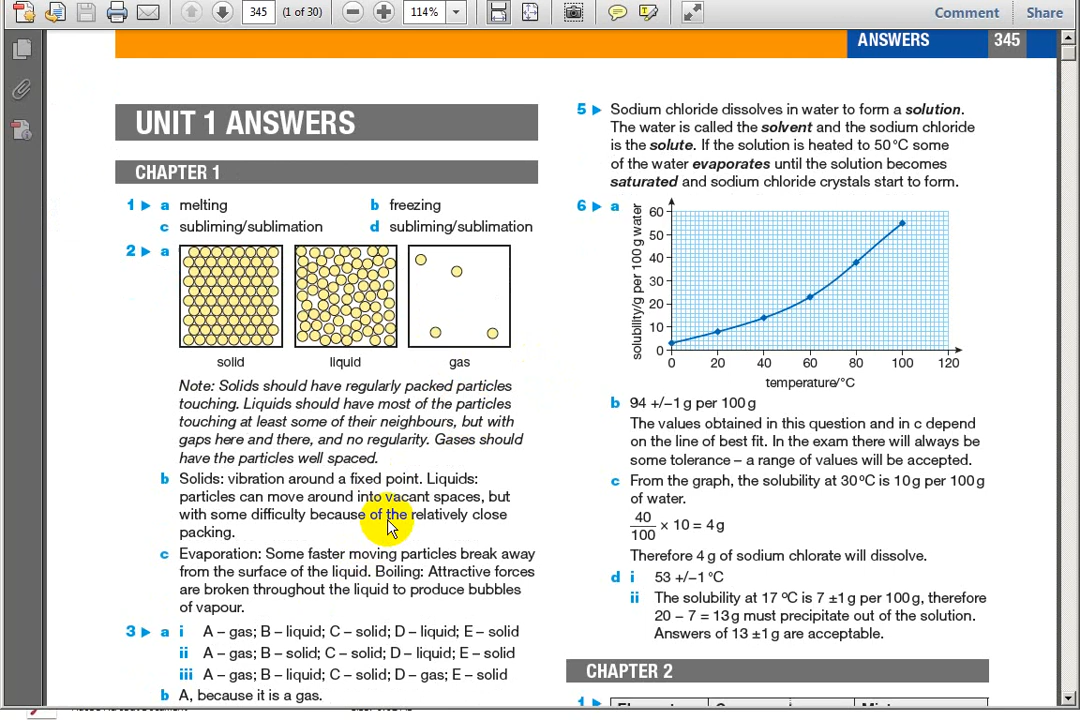 345 (1 of 30) 114% Comment Share
ANSWERS 345
UNIT 1 ANSWERS
CHAPTER 1
1 ▶ a melting b freezing
c subliming/sublimation d subliming/sublimation
2 ▶ a
solid liquid gas
Note: Solids should have regularly packed particles
touching. Liquids should have most of the particles
touching at least some of their neighbours, but with
gaps here and there, and no regularity. Gases should
have the particles well spaced.
b Solids: vibration around a fixed point. Liquids:
particles can move around into vacant spaces, but
with some difficulty because of the relatively close
packing.
c Evaporation: Some faster moving particles break away
from the surface of the liquid. Boiling: Attractive forces
are broken throughout the liquid to produce bubbles
of vapour.
3 ▶ a i A – gas; B – liquid; C – solid; D – liquid; E – solid
ii A – gas; B – solid; C – solid; D – liquid; E – solid
iii A – gas; B – liquid; C – solid; D – gas; E – solid
b A, because it is a gas.
5 ▶ Sodium chloride dissolves in water to form a solution.
The water is called the solvent and the sodium chloride
is the solute. If the solution is heated to 50 °C some
of the water evaporates until the solution becomes
saturated and sodium chloride crystals start to form.
6 ▶ a
solubility/g per 100 g water
60
50
40
30
20
10
0
0 20 40 60 80 100 120
temperature/°C
b 94 +/–1 g per 100 g
The values obtained in this question and in c depend
on the line of best fit. In the exam there will always be
some tolerance – a range of values will be accepted.
c From the graph, the solubility at 30 °C is 10 g per 100 g
of water.
40/100 × 10 = 4 g
Therefore 4 g of sodium chlorate will dissolve.
d i 53 +/–1 °C
ii The solubility at 17 ºC is 7 ±1 g per 100 g, therefore
20 – 7 = 13 g must precipitate out of the solution.
Answers of 13 ±1 g are acceptable.
CHAPTER 2
1 ▶